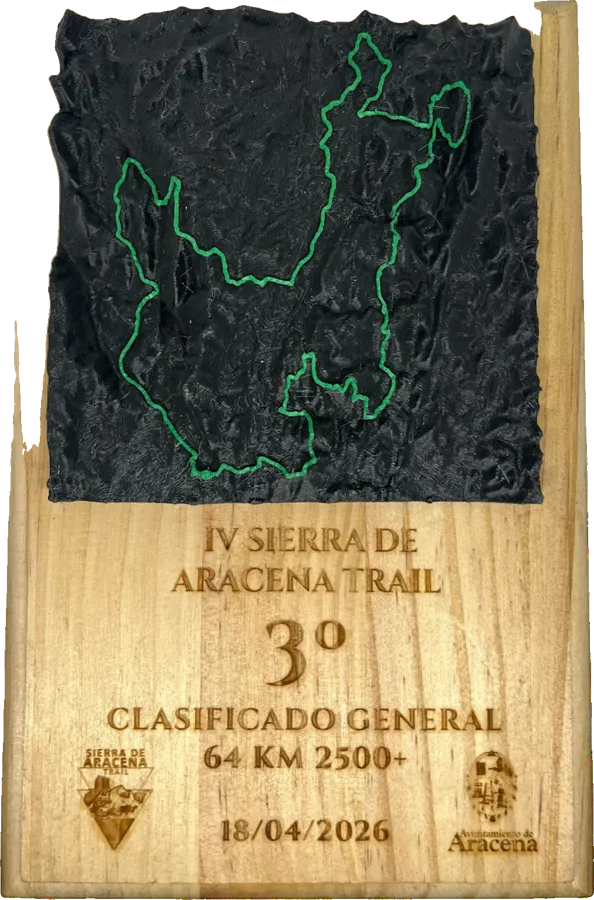 IV SIERRA DE
ARACENA TRAIL
3º
CLASIFICADO GENERAL
64 KM 2500+
SIERRA DE
ARACENA
TRAIL
18/04/2026
Ayuntamiento de
Aracena